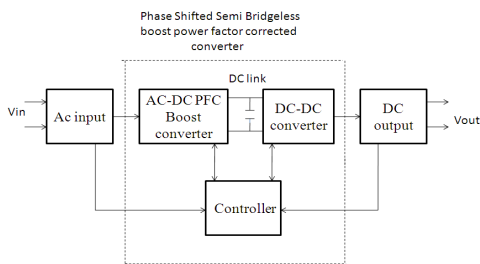 Phase Shifted Semi Bridgeless
boost power factor corrected
converter
DC link
Vin
Ac input
AC-DC PFC
Boost
converter
DC-DC
converter
DC
output
Vout
Controller